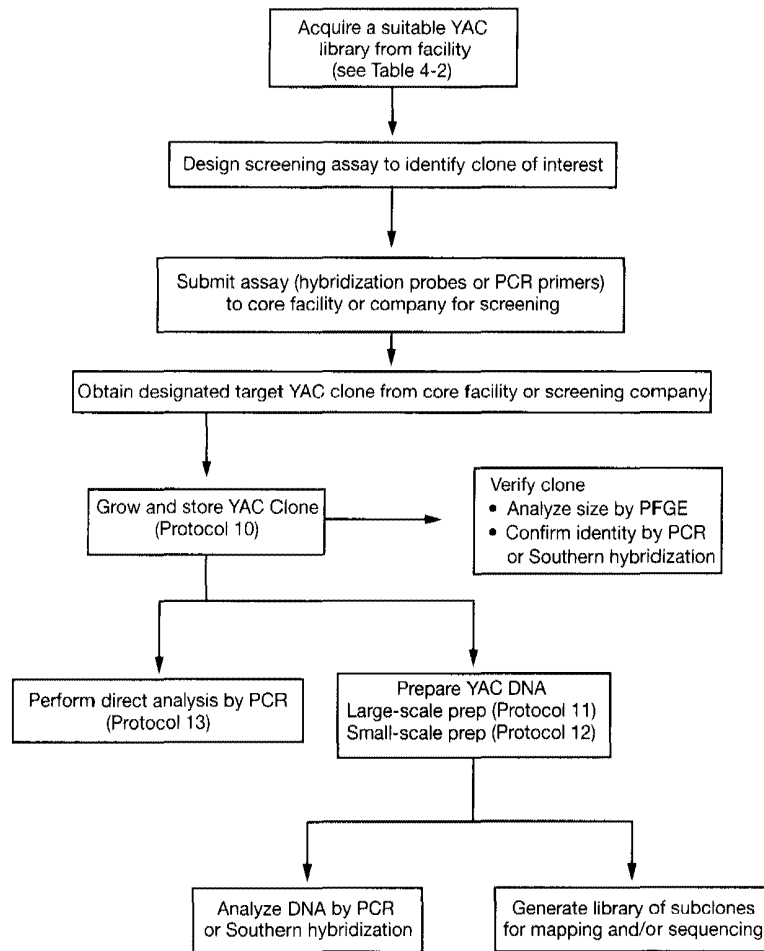 Acquire a suitable YAC
library from facility
(see Table 4-2)
Design screening assay to identify clone of interest
Submit assay (hybridization probes or PCR primers)
to core facility or company for screening
Obtain designated target YAC clone from core facility or screening company
Grow and store YAC Clone
(Protocol 10)
Verify clone
• Analyze size by PFGE
• Confirm identity by PCR
or Southern hybridization
Perform direct analysis by PCR
(Protocol 13)
Prepare YAC DNA
Large-scale prep (Protocol 11)
Small-scale prep (Protocol 12)
Analyze DNA by PCR
or Southern hybridization
Generate library of subclones
for mapping and/or sequencing